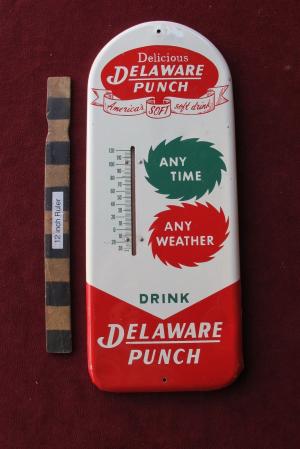 Delicious
DELAWARE
PUNCH
America's SOFT soft drink
ANY
TIME
ANY
WEATHER
DRINK
DELAWARE
PUNCH
12 inch Ruler